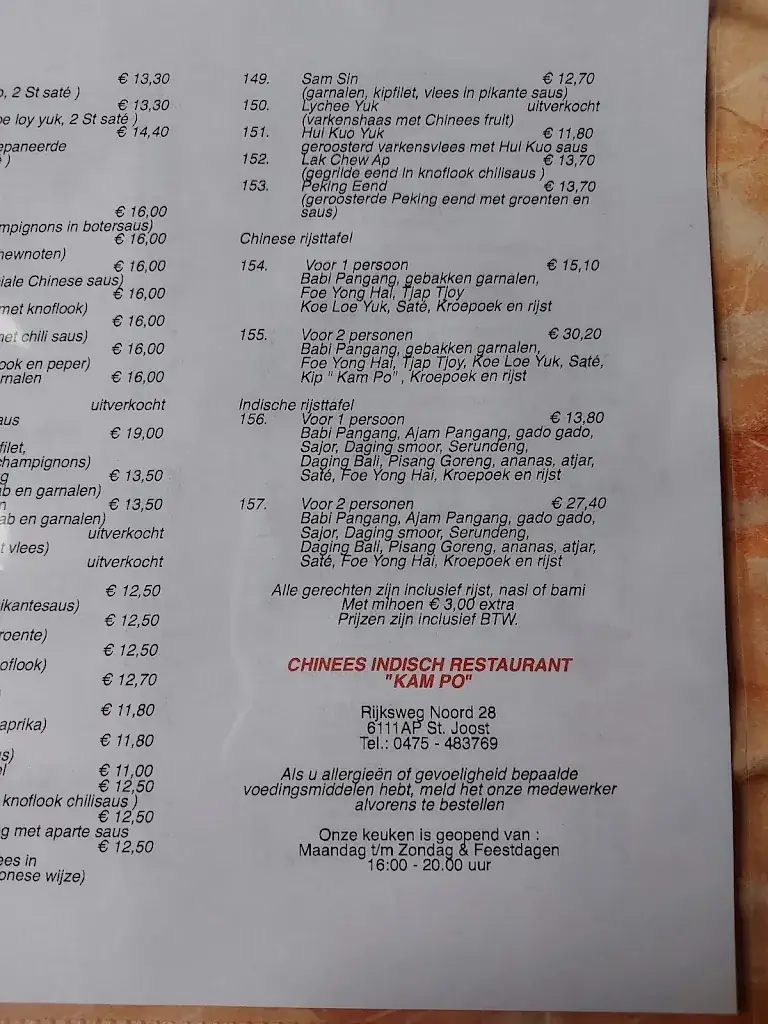 € 13,30
o, 2 St saté )
€ 13,30
oe loy yuk, 2 St saté )
€ 14,40
epaneerde
)
€ 16,00
mpignons in botersaus)
€ 16,00
hewnoten)
€ 16,00
iale Chinese saus)
€ 16,00
met knoflook)
€ 16,00
met chili saus)
€ 16,00
ook en peper)
rnalen € 16,00
uitverkocht
aus
€ 19,00
filet,
champignons)
g € 13,50
ab en garnalen)
n € 13,50
ab en garnalen)
uitverkocht
t vlees)
uitverkocht
€ 12,50
ikantesaus)
€ 12,50
roente)
€ 12,50
oflook)
€ 12,70
€ 11,80
aprika)
€ 11,80
s)
el € 11,00
€ 12,50
knoflook chilisaus )
€ 12,50
g met aparte saus
€ 12,50
ees in
onese wijze)
149. Sam Sin € 12,70
(garnalen, kipfilet, vlees in pikante saus)
150. Lychee Yuk uitverkocht
(varkenshaas met Chinees fruit)
151. Hui Kuo Yuk € 11,80
geroosterd varkensvlees met Hui Kuo saus
152. Lak Chew Ap € 13,70
(gegrilde eend in knoflook chilisaus )
153. Peking Eend € 13,70
(geroosterde Peking eend met groenten en
saus)
Chinese rijsttafel
154. Voor 1 persoon € 15,10
Babi Pangang, gebakken garnalen,
Foe Yong Hai, Tjap Tjoy
Koe Loe Yuk, Saté, Kroepoek en rijst
155. Voor 2 personen € 30,20
Babi Pangang, gebakken garnalen,
Foe Yong Hai, Tjap Tjoy, Koe Loe Yuk, Saté,
Kip " Kam Po" , Kroepoek en rijst
Indische rijsttafel
156. Voor 1 persoon € 13,80
Babi Pangang, Ajam Pangang, gado gado,
Sajor, Daging smoor, Serundeng,
Daging Bali, Pisang Goreng, ananas, atjar,
Saté, Foe Yong Hai, Kroepoek en rijst
157. Voor 2 personen € 27,40
Babi Pangang, Ajam Pangang, gado gado,
Sajor, Daging smoor, Serundeng,
Daging Bali, Pisang Goreng, ananas, atjar,
Saté, Foe Yong Hai, Kroepoek en rijst
Alle gerechten zijn inclusief rijst, nasi of bami
Met mihoen € 3,00 extra
Prijzen zijn inclusief BTW.
CHINEES INDISCH RESTAURANT
"KAM PO"
Rijksweg Noord 28
6111AP St. Joost
Tel.: 0475 - 483769
Als u allergieën of gevoeligheid bepaalde
voedingsmiddelen hebt, meld het onze medewerker
alvorens te bestellen
Onze keuken is geopend van :
Maandag t/m Zondag & Feestdagen
16:00 - 20.00 uur